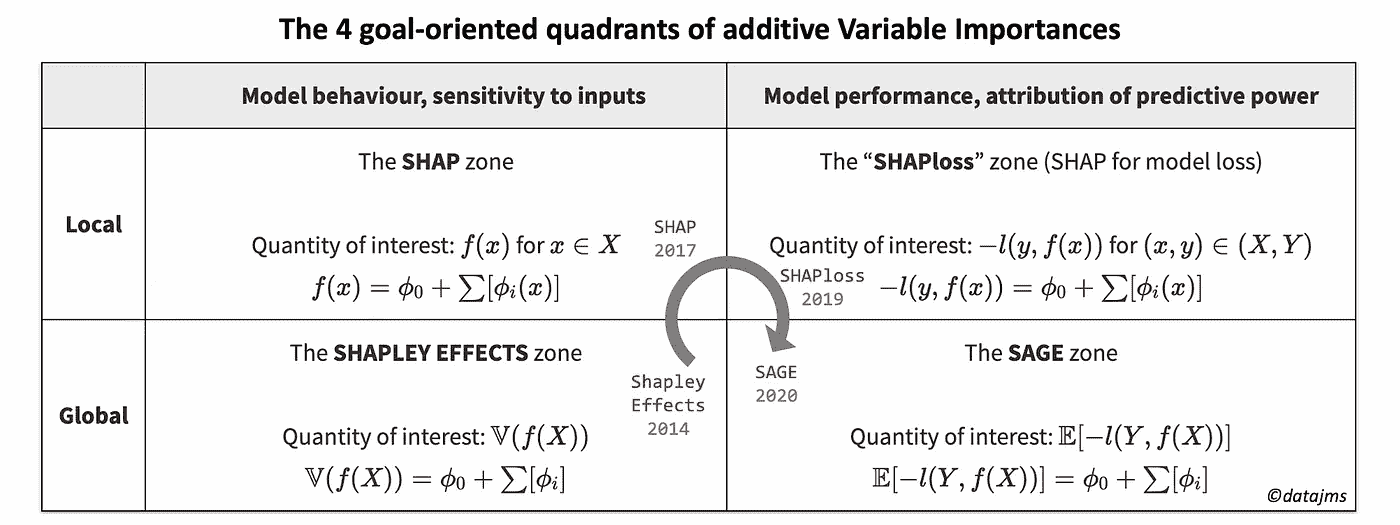 The 4 goal-oriented quadrants of additive Variable Importances
Model behaviour, sensitivity to inputs
Model performance, attribution of predictive power
Local
The SHAP zone
Quantity of interest: f(x) for x ∈ X
f(x) = ϕ₀ + ∑[ϕᵢ(x)]
The “SHAPloss” zone (SHAP for model loss)
Quantity of interest: −l(y, f(x)) for (x, y) ∈ (X, Y)
−l(y, f(x)) = ϕ₀ + ∑[ϕᵢ(x)]
SHAP
2017
SHAPloss
2019
Global
The SHAPLEY EFFECTS zone
Quantity of interest: 𝕍(f(X))
𝕍(f(X)) = ϕ₀ + ∑[ϕᵢ]
Shapley
Effects
2014
SAGE
2020
The SAGE zone
Quantity of interest: 𝔼[−l(Y, f(X))]
𝔼[−l(Y, f(X))] = ϕ₀ + ∑[ϕᵢ]
©datajms